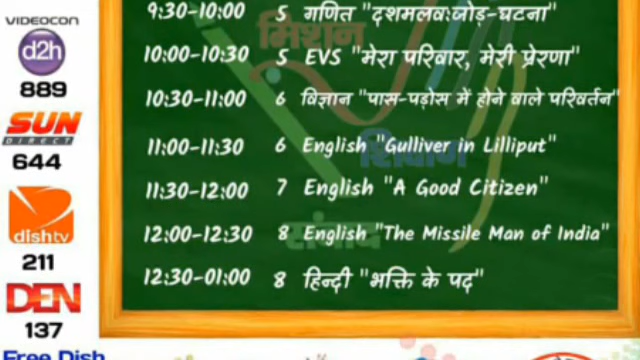 VIDEOCON
d2h
889
SUN
DIRECT
644
dishtv
211
DEN
137
Free Dish
9:30-10:00 5 गणित "दशमलव:जोड़-घटना"
10:00-10:30 5 EVS "मेरा परिवार, मेरी प्रेरणा"
10:30-11:00 6 विज्ञान "पास-पड़ोस में होने वाले परिवर्तन"
11:00-11:30 6 English "Gulliver in Lilliput"
11:30-12:00 7 English "A Good Citizen"
12:00-12:30 8 English "The Missile Man of India"
12:30-01:00 8 हिन्दी "भक्ति के पद"
मिशन
शिक्षण
संवाद